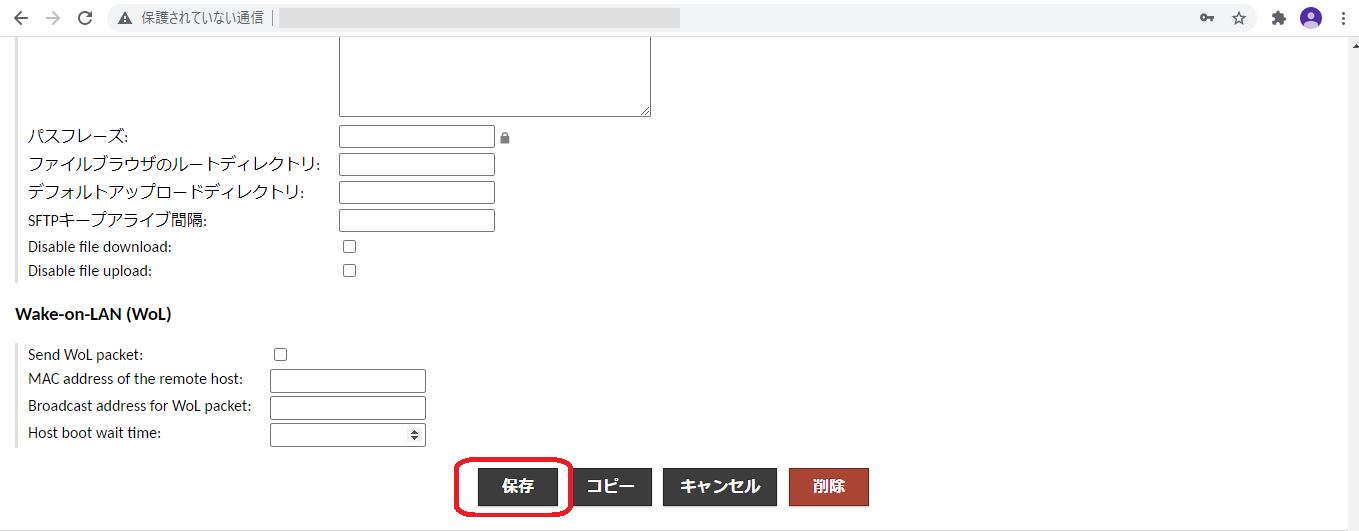 保護されていない通信
パスフレーズ:
ファイルブラウザのルートディレクトリ:
デフォルトアップロードディレクトリ:
SFTPキープアライブ間隔:
Disable file download:
Disable file upload:
Wake-on-LAN (WoL)
Send WoL packet:
MAC address of the remote host:
Broadcast address for WoL packet:
Host boot wait time:
保存 コピー キャンセル 削除